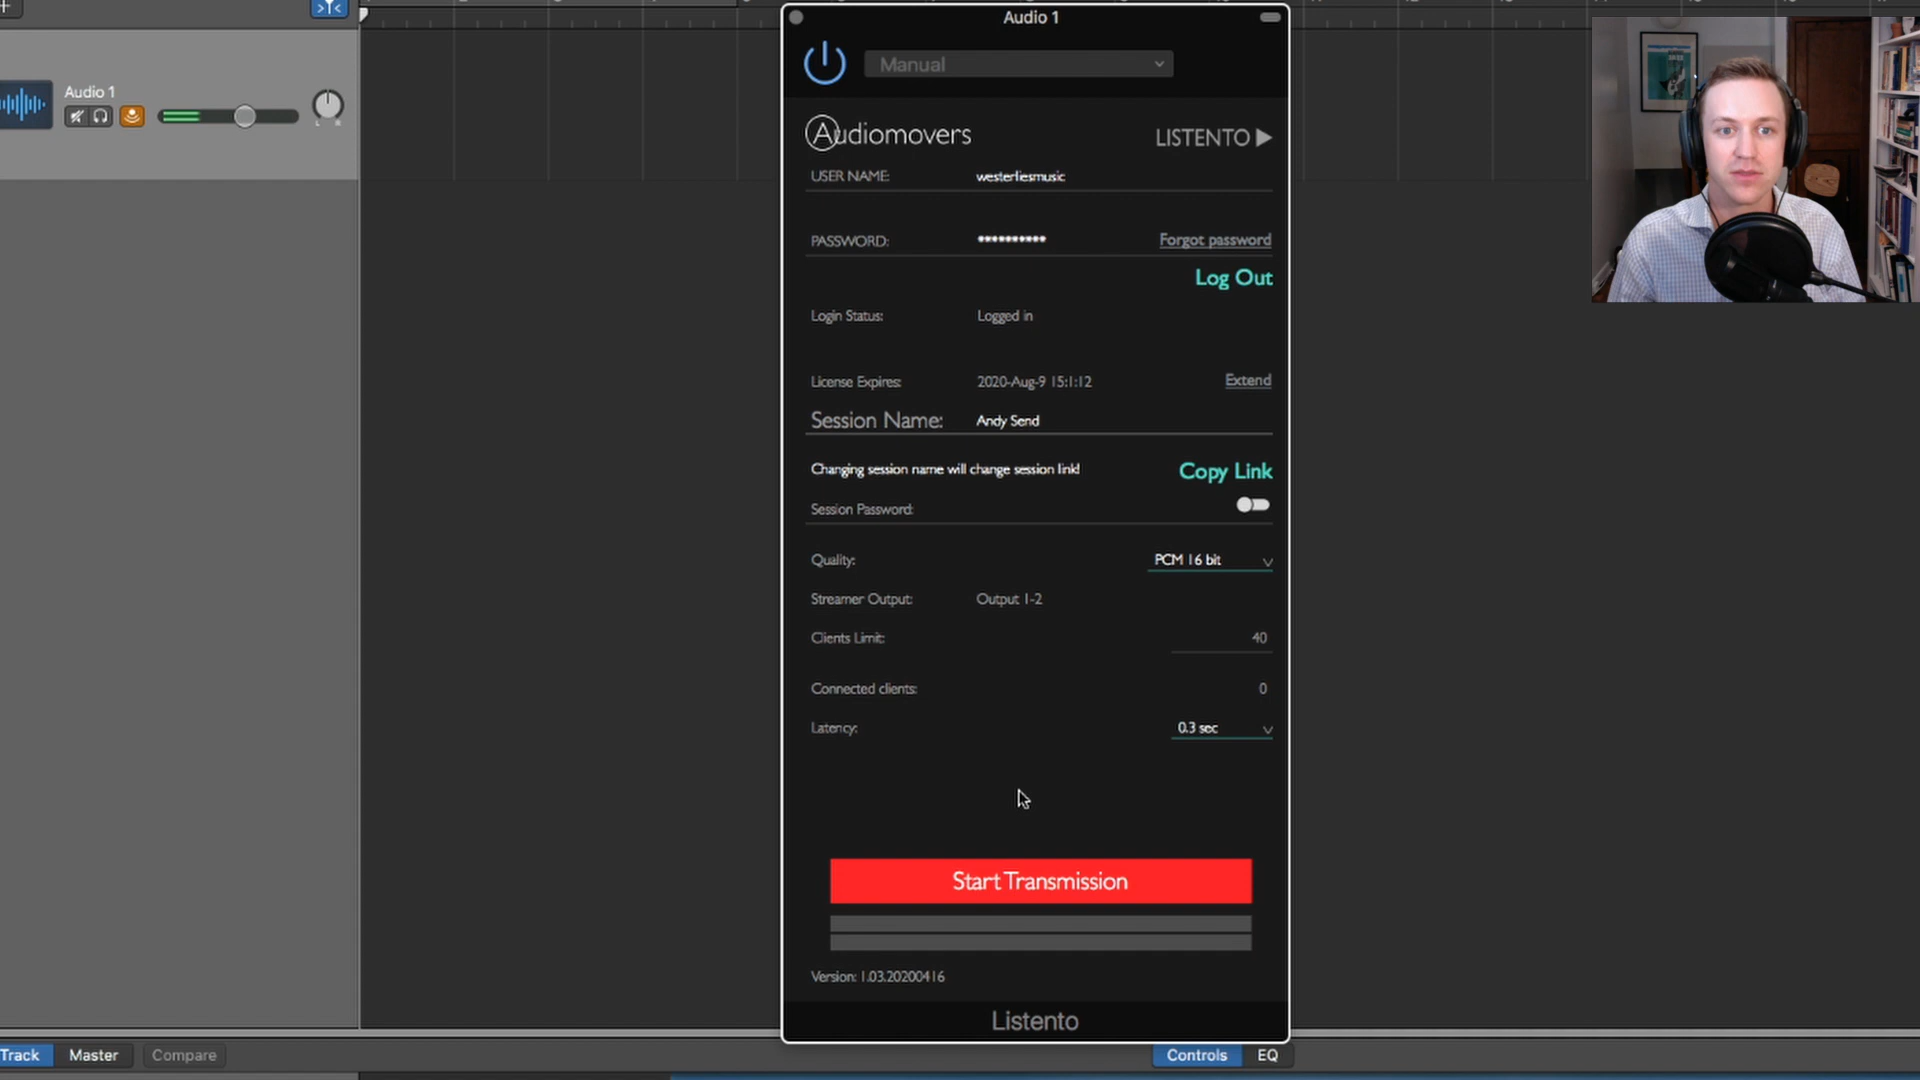 Audio 1
Manual
Audiomovers LISTENTO
USER NAME: westerliesmusic
PASSWORD: ********** Forgot password
Log Out
Login Status: Logged in
License Expires: 2020-Aug-9 15:1:12 Extend
Session Name: Andy Send
Changing session name will change session link! Copy Link
Session Password:
Quality: PCM 16 bit
Streamer Output: Output 1-2
Clients Limit: 40
Connected clients: 0
Latency: 0.3 sec
Start Transmission
Version: 1.03.20200416
Listento
Audio 1
L R
Track Master Compare
Controls EQ